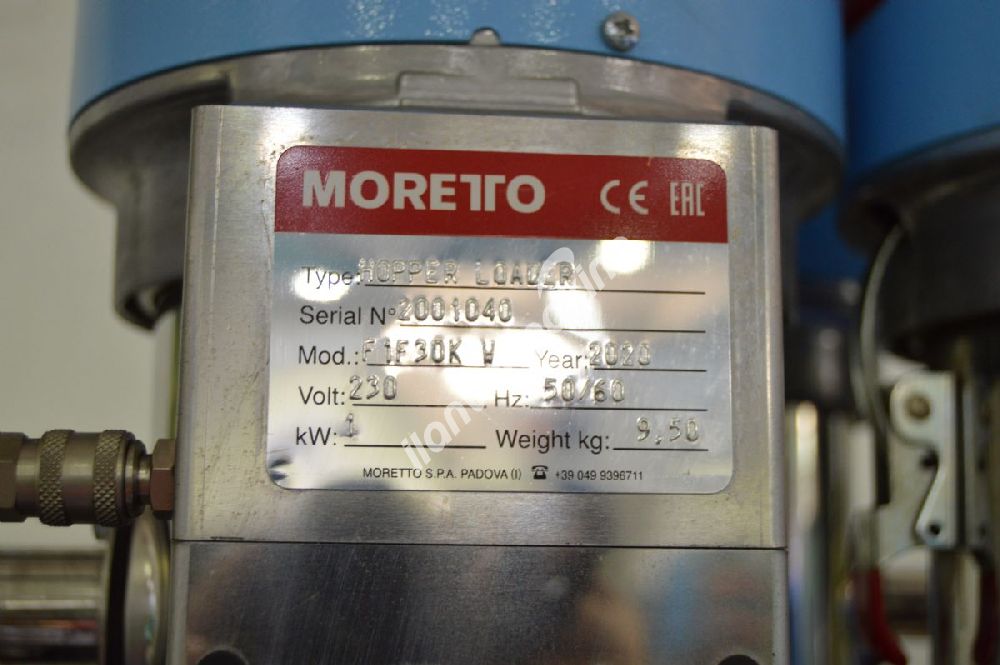 MORETTO CE EAC
Type: HOPPER LOADER
Serial N° 2001040
Mod.: F1F30K V Year: 2020
Volt: 230 Hz: 50/60
kW: 1 Weight kg: 9,50
MORETTO S.P.A. PADOVA (I) ☎ +39 049 9396711